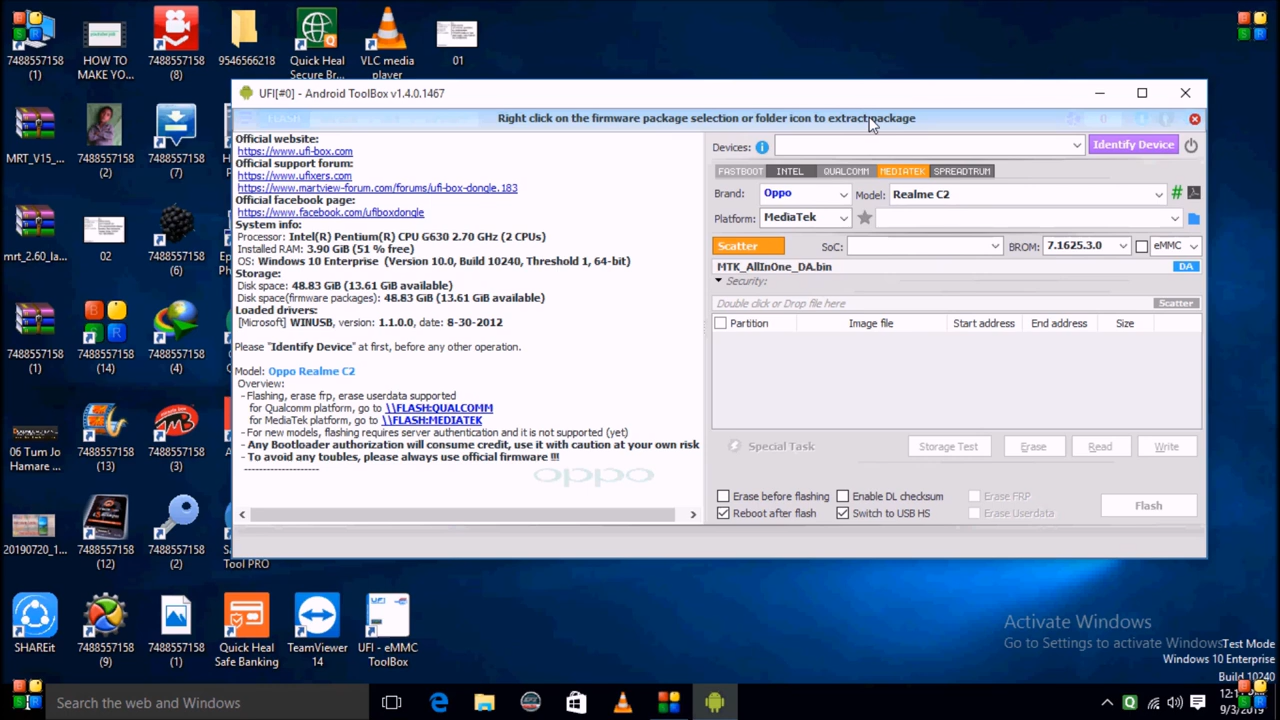 7488557158
(1)
HOW TO
MAKE YO...
7488557158
(8)
9546566218
Quick Heal
Secure Br...
VLC media
player
01
MRT_V15_...
7488557158
(2)
7488557158
(7)
mrt_2.60_la...
02
7488557158
(6)
7488557158
(1)
7488557158
(14)
7488557158
(4)
06 Tum Jo
Hamare ...
7488557158
(13)
7488557158
(3)
20190720_1...
7488557158
(12)
7488557158
(2)
Tool PRO
SHAREit
7488557158
(9)
7488557158
(1)
Quick Heal
Safe Banking
TeamViewer
14
UFI - eMMC
ToolBox
UFI[#0] - Android ToolBox v1.4.0.1467
FLASH
Right click on the firmware package selection or folder icon to extract package
Official website:
https://www.ufi-box.com
Official support forum:
https://www.ufixers.com
https://www.martview-forum.com/forums/ufi-box-dongle.183
Official facebook page:
https://www.facebook.com/ufiboxdongle
System info:
Processor: Intel(R) Pentium(R) CPU G630 2.70 GHz (2 CPUs)
Installed RAM: 3.90 GiB (51 % free)
OS: Windows 10 Enterprise (Version 10.0, Build 10240, Threshold 1, 64-bit)
Storage:
Disk space: 48.83 GiB (13.61 GiB available)
Disk space(firmware packages): 48.83 GiB (13.61 GiB available)
Loaded drivers:
[Microsoft] WINUSB, version: 1.1.0.0, date: 8-30-2012
Please "Identify Device" at first, before any other operation.
Model: Oppo Realme C2
Overview:
- Flashing, erase frp, erase userdata supported
for Qualcomm platform, go to \\FLASH:QUALCOMM
for MediaTek platform, go to \\FLASH:MEDIATEK
- For new models, flashing requires server authentication and it is not supported (yet)
- Any Bootloader authorization will consume credit, use it with caution at your own risk
- To avoid any toubles, please always use official firmware !!!
--------------------
oppo
Devices:
Identify Device
FASTBOOT INTEL QUALCOMM MEDIATEK SPREADTRUM
Brand: Oppo Model: Realme C2
Platform: MediaTek
Scatter SoC: BROM: 7.1625.3.0 eMMC
MTK_AllInOne_DA.bin DA
Security:
Double click or Drop file here Scatter
Partition Image file Start address End address Size
Special Task Storage Test Erase Read Write
Erase before flashing Enable DL checksum Erase FRP
Reboot after flash Switch to USB HS Erase Userdata
Flash
Activate Windows
Go to Settings to activate Windows.
Test Mode
Windows 10 Enterprise
Build 10240
Search the web and Windows
9/3/2019